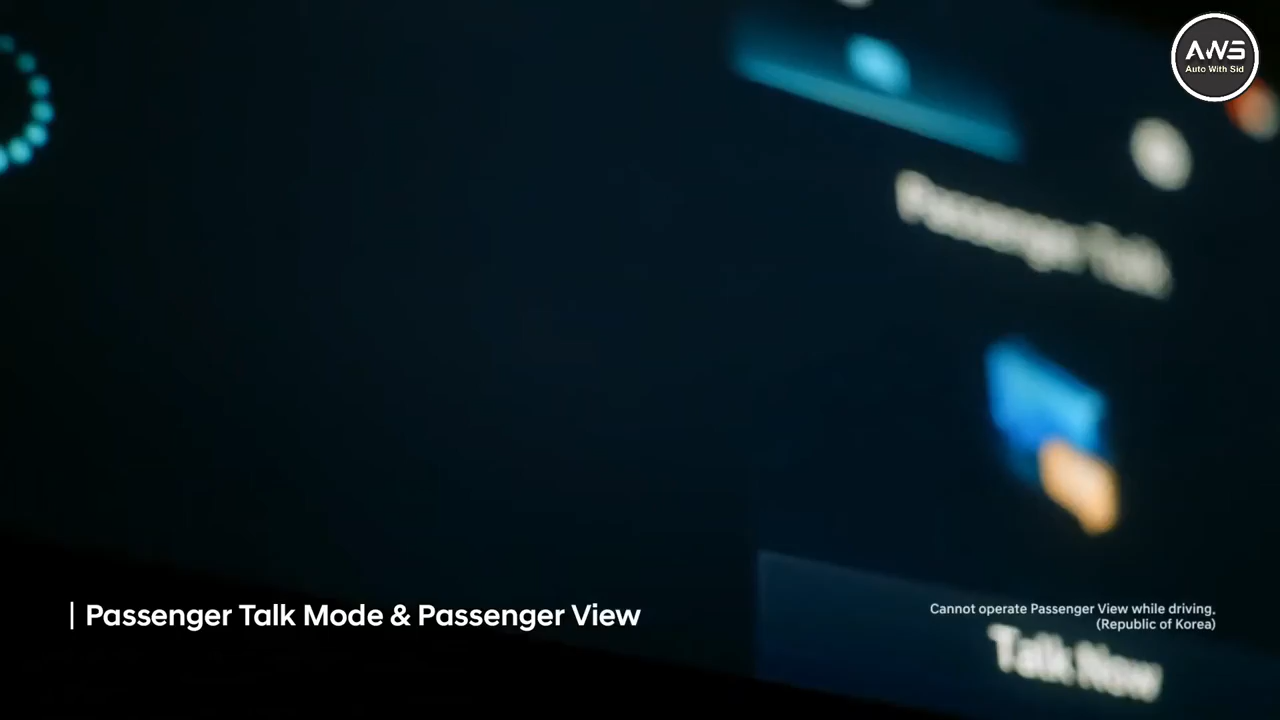 AWS
Auto With Sid
Passenger Talk
Passenger Talk Mode & Passenger View
Cannot operate Passenger View while driving.
(Republic of Korea)
Talk Now